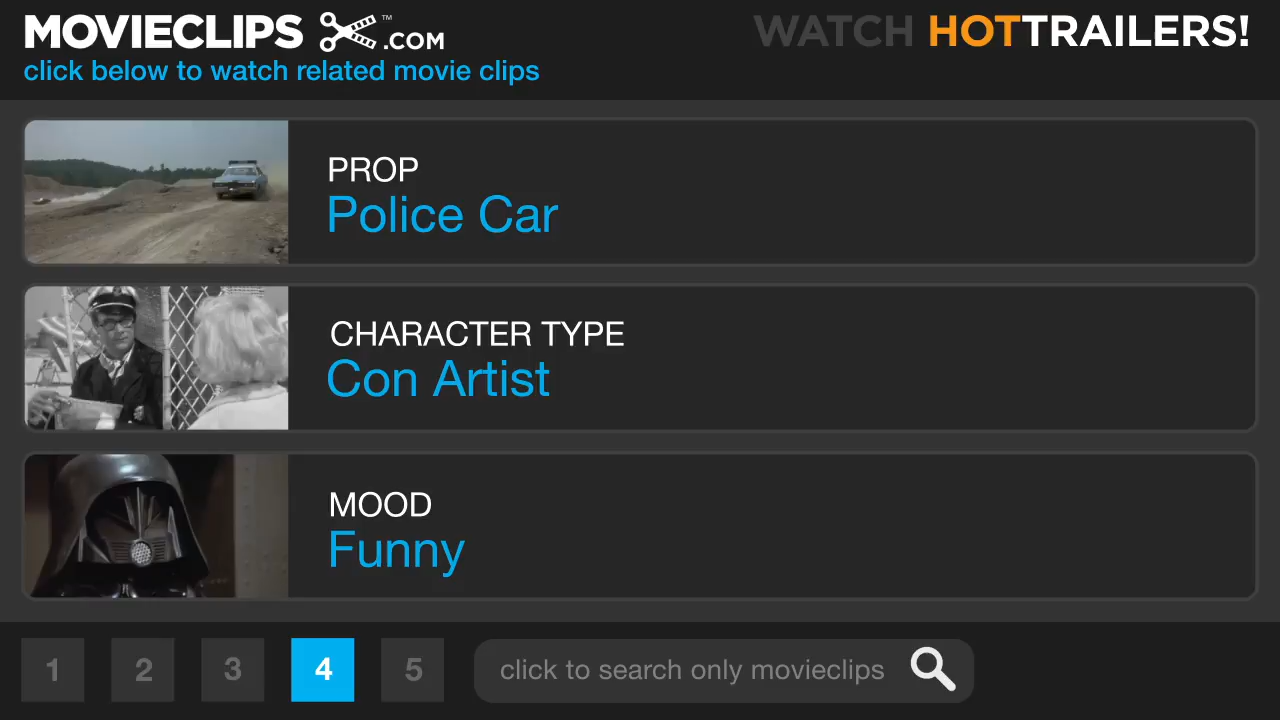 MOVIECLIPS ™.COM
WATCH HOTTRAILERS!
click below to watch related movie clips
PROP
Police Car
CHARACTER TYPE
Con Artist
MOOD
Funny
1 2 3 4 5 click to search only movieclips